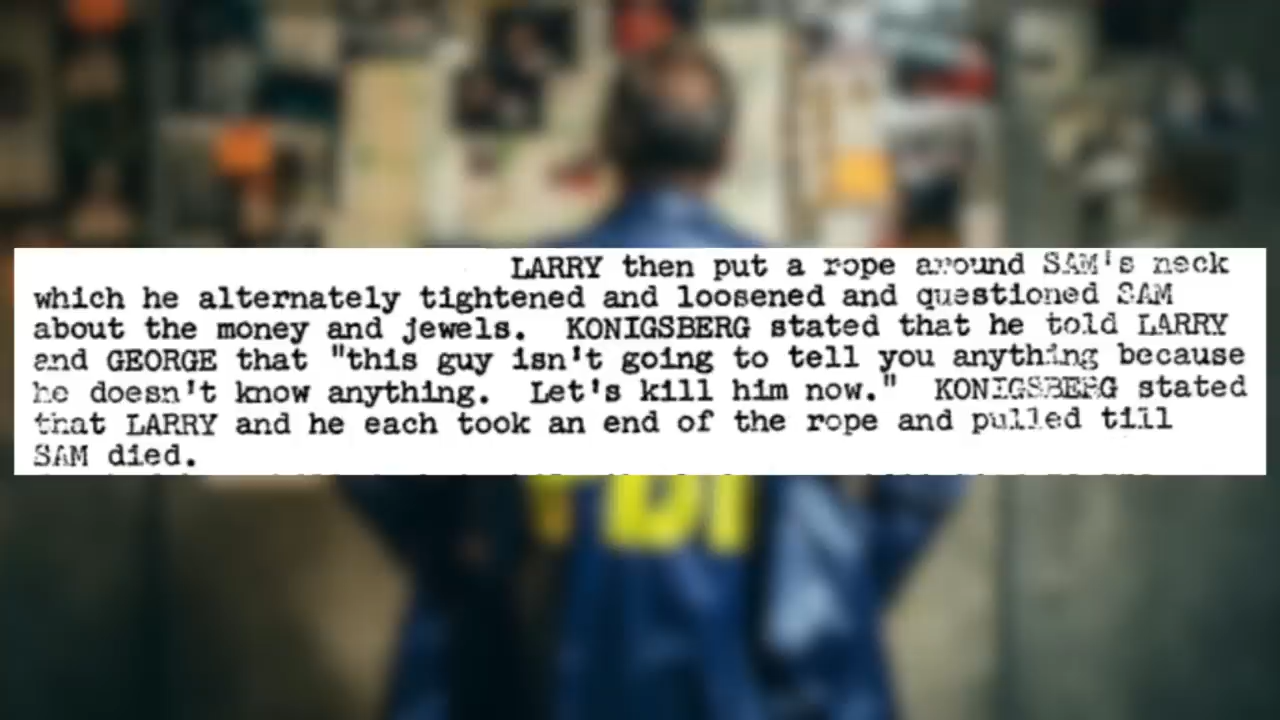 LARRY then put a rope around SAM's neck
which he alternately tightened and loosened and questioned SAM
about the money and jewels. KONIGSBERG stated that he told LARRY
and GEORGE that "this guy isn't going to tell you anything because
he doesn't know anything. Let's kill him now." KONIGSBERG stated
that LARRY and he each took an end of the rope and pulled till
SAM died.
FBI